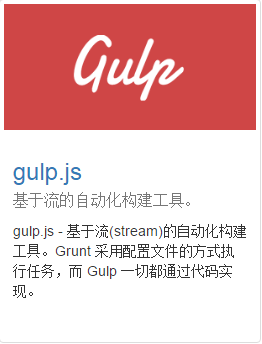 Gulp
gulp.js
基于流的自动化构建工具。
gulp.js - 基于流(stream)的自动化构建
工具。Grunt 采用配置文件的方式执
行任务，而 Gulp 一切都通过代码实
现。